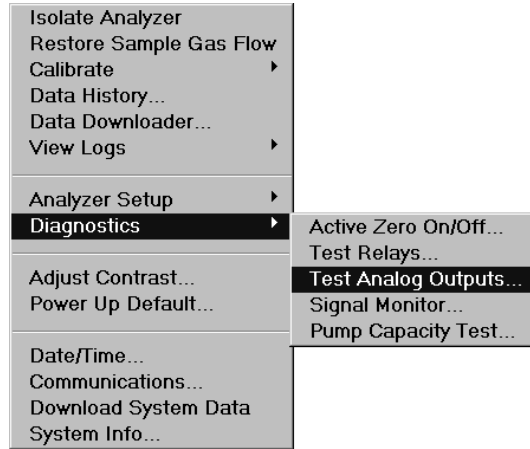 Isolate Analyzer
Restore Sample Gas Flow
Calibrate
Data History...
Data Downloader...
View Logs
Analyzer Setup
Diagnostics
Active Zero On/Off...
Test Relays...
Test Analog Outputs...
Signal Monitor...
Pump Capacity Test...
Adjust Contrast...
Power Up Default...
Date/Time...
Communications...
Download System Data
System Info...